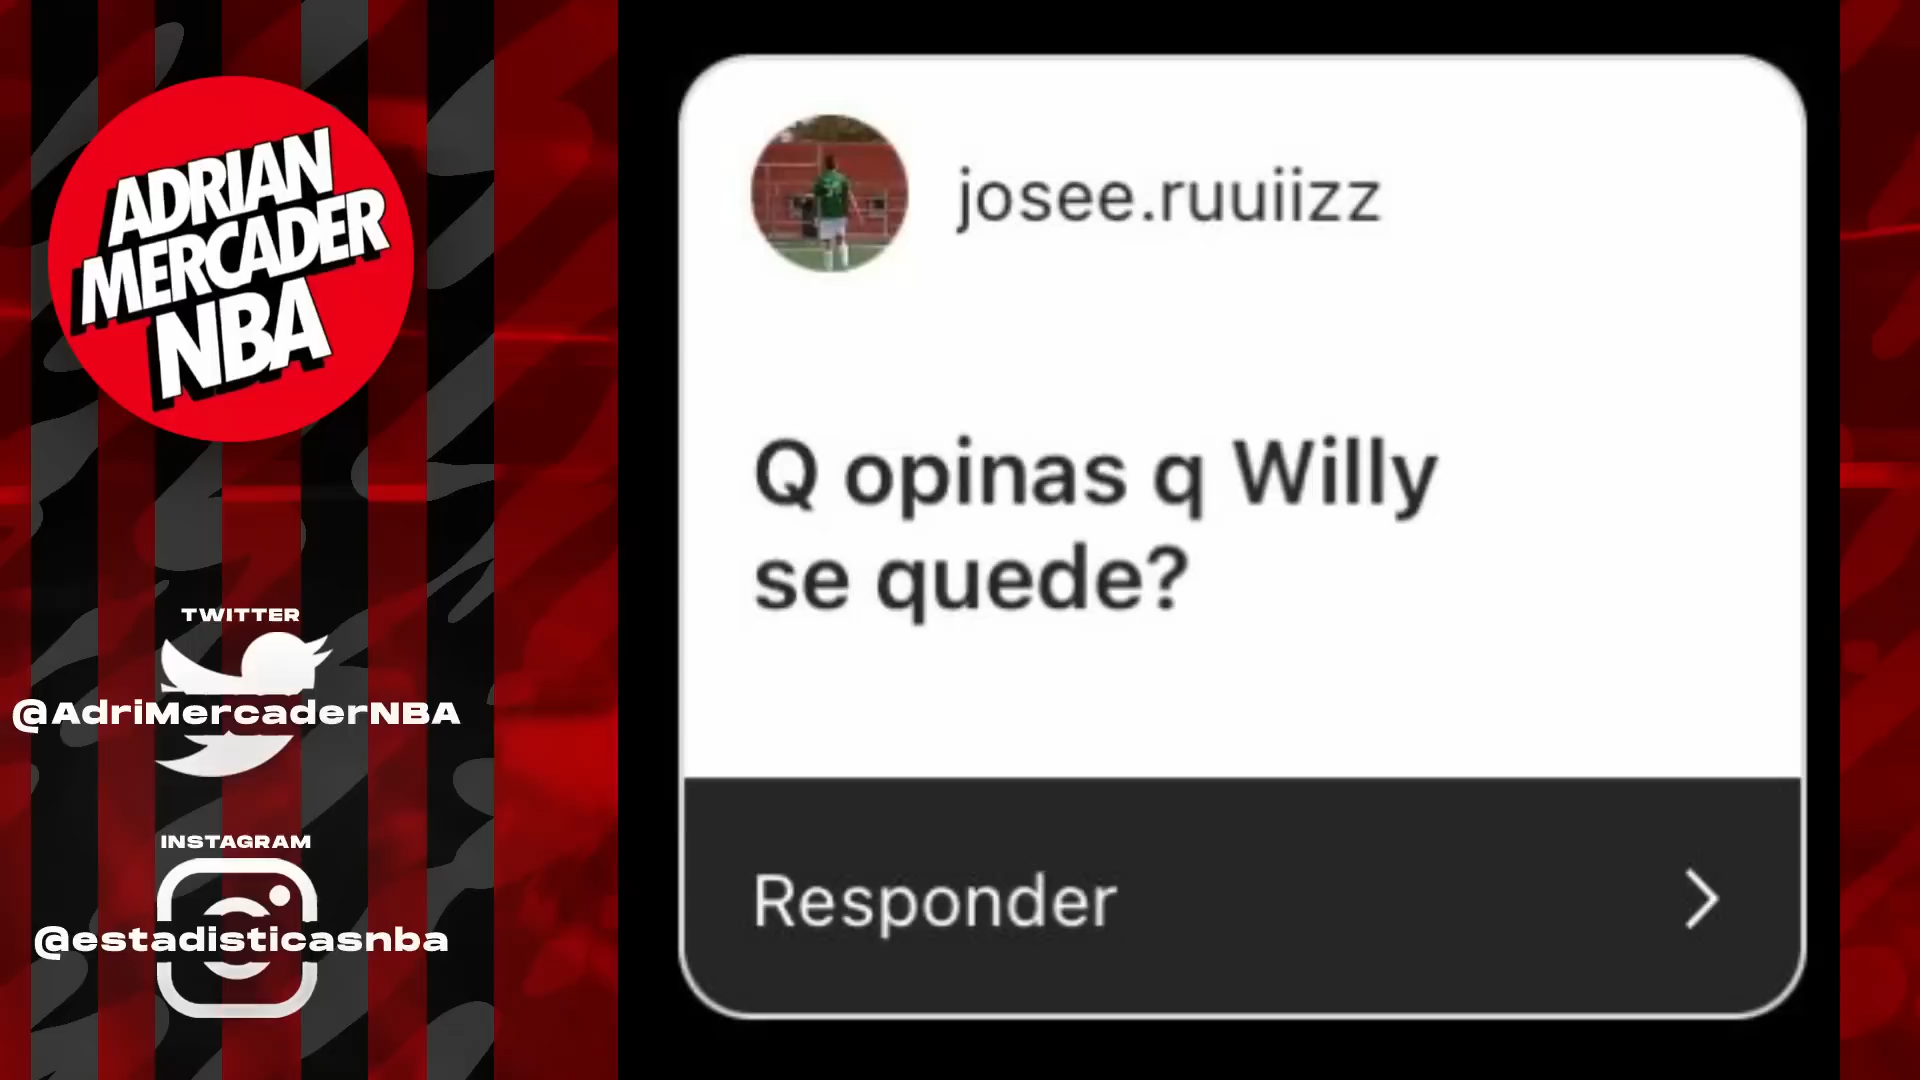 ADRIAN
MERCADER
NBA
TWITTER
@AdriMercaderNBA
INSTAGRAM
@estadisticasnba
josee.ruuiizz
Q opinas q Willy
se quede?
Responder